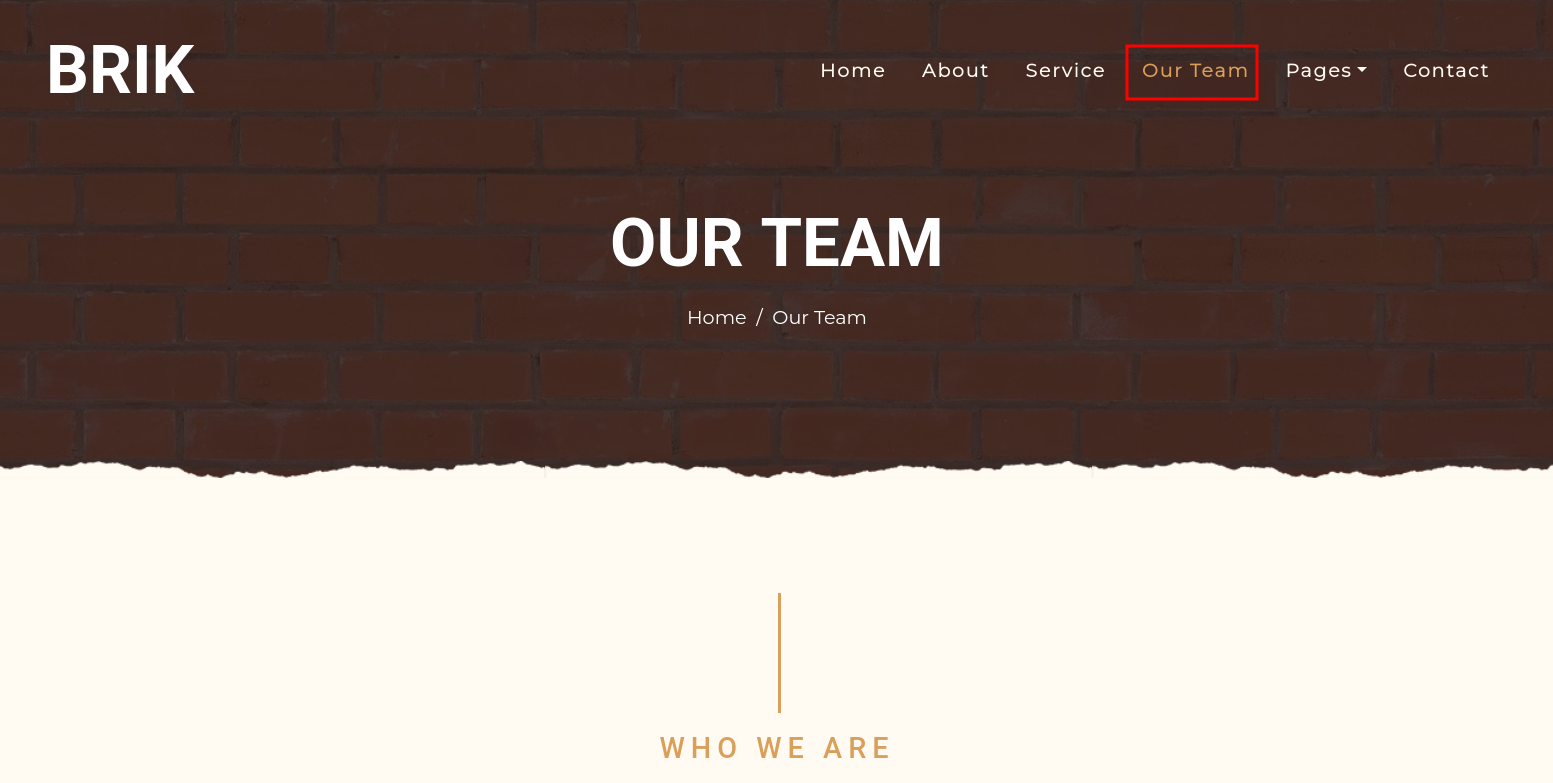 BRIK
Home About Service Our Team Pages Contact
OUR TEAM
Home / Our Team
WHO WE ARE